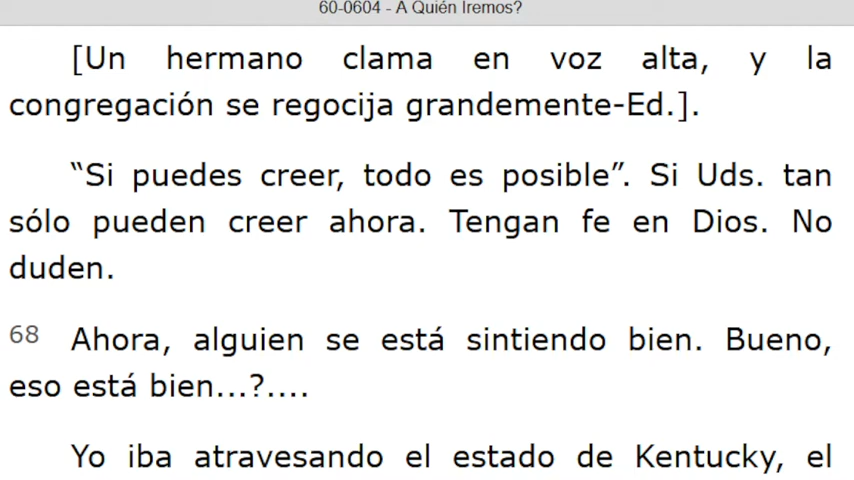 60-0604 - A Quién Iremos?
[Un hermano clama en voz alta, y la
congregación se regocija grandemente-Ed.].
“Si puedes creer, todo es posible”. Si Uds. tan
sólo pueden creer ahora. Tengan fe en Dios. No
duden.
68 Ahora, alguien se está sintiendo bien. Bueno,
eso está bien...?....
Yo iba atravesando el estado de Kentucky, el